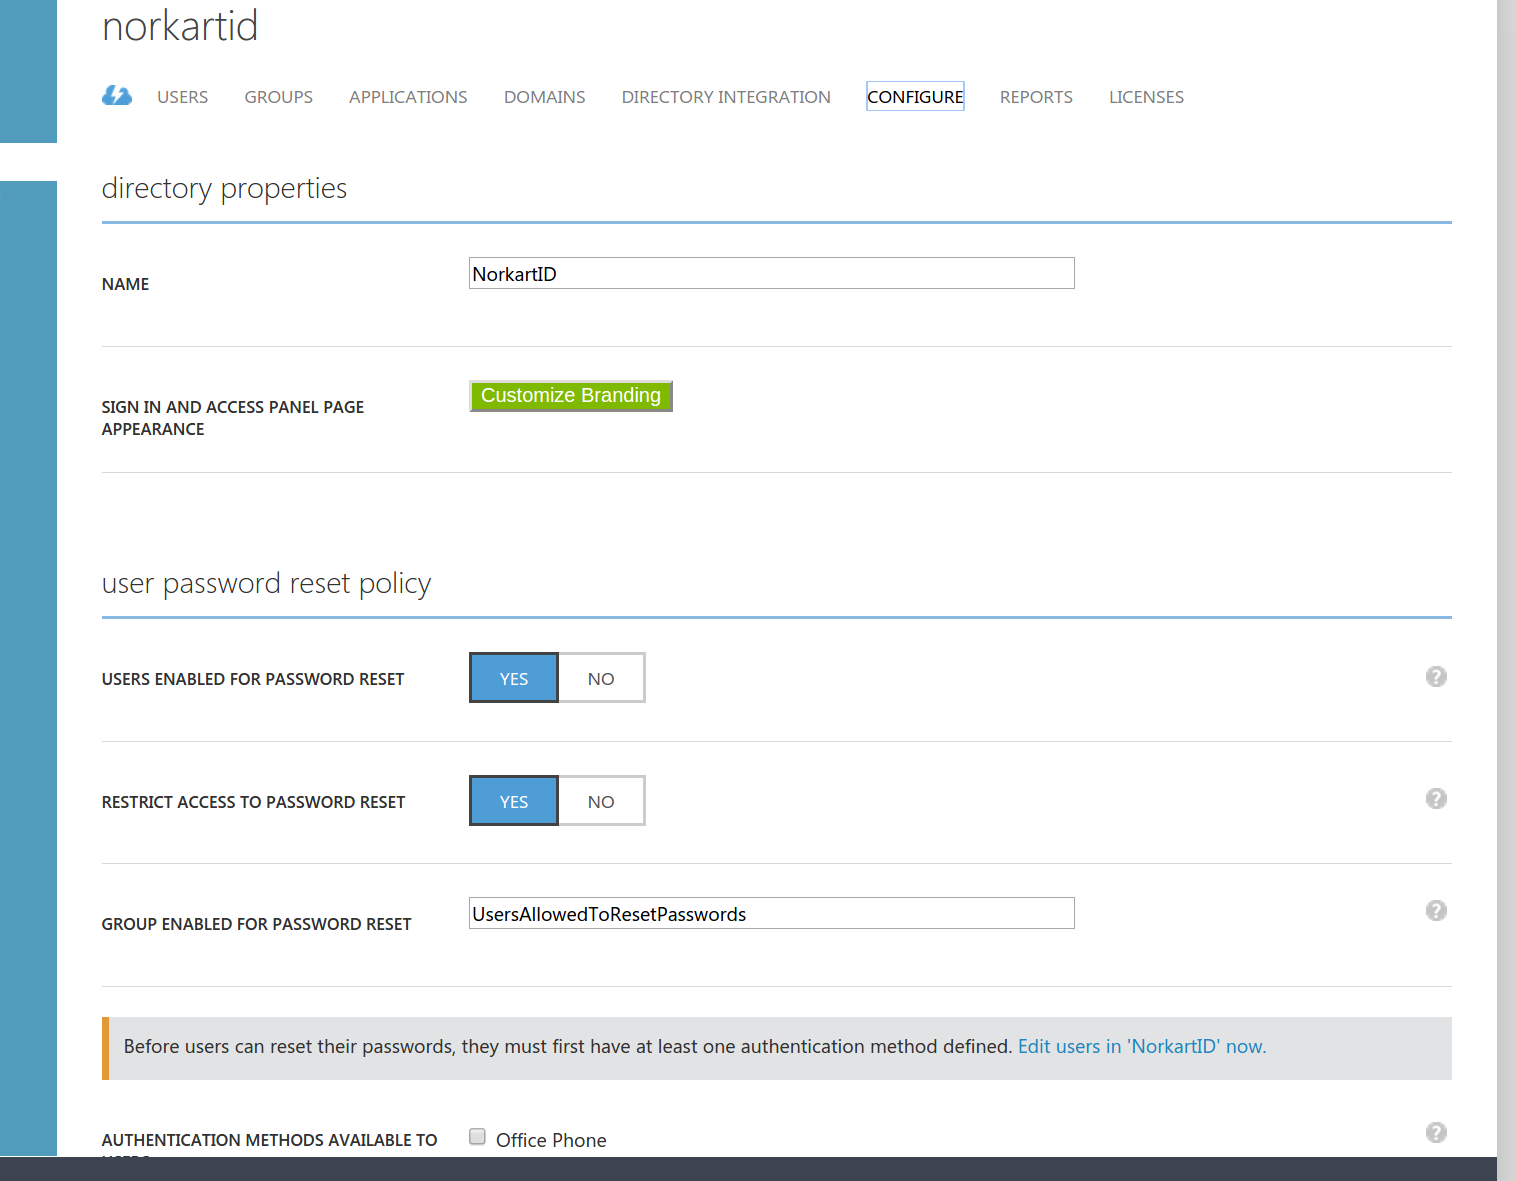 norkartid
USERS GROUPS APPLICATIONS DOMAINS DIRECTORY INTEGRATION CONFIGURE REPORTS LICENSES
directory properties
NAME
NorkartID
SIGN IN AND ACCESS PANEL PAGE
APPEARANCE
Customize Branding
user password reset policy
USERS ENABLED FOR PASSWORD RESET
YES NO
?
RESTRICT ACCESS TO PASSWORD RESET
YES NO
?
GROUP ENABLED FOR PASSWORD RESET
UsersAllowedToResetPasswords
?
Before users can reset their passwords, they must first have at least one authentication method defined. Edit users in 'NorkartID' now.
AUTHENTICATION METHODS AVAILABLE TO
Office Phone
?